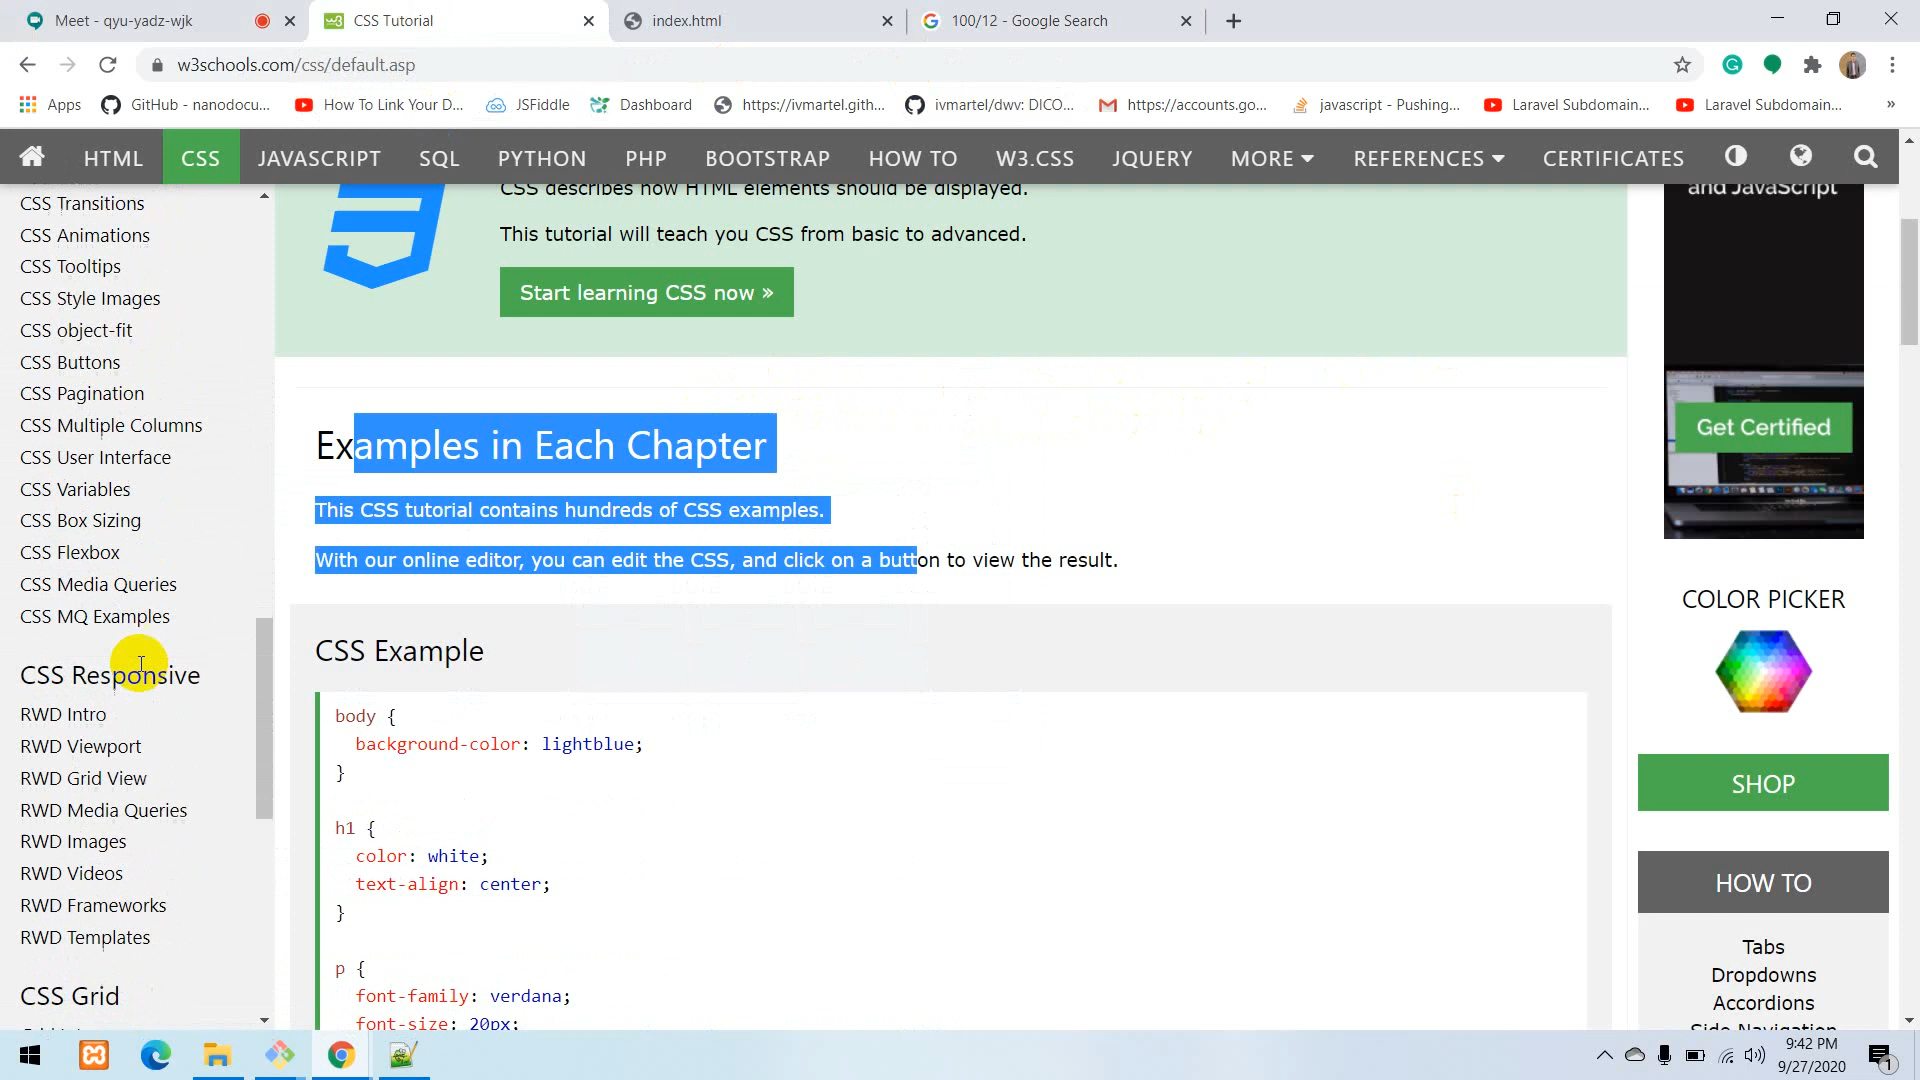 Meet - qyu-yadz-wjk
CSS Tutorial
index.html
100/12 - Google Search
w3schools.com/css/default.asp
Apps
GitHub - nanodocu...
How To Link Your D...
JSFiddle
Dashboard
https://ivmartel.gith...
ivmartel/dwv: DICO...
https://accounts.go...
javascript - Pushing...
Laravel Subdomain...
Laravel Subdomain...
»
HTML
CSS
JAVASCRIPT
SQL
PYTHON
PHP
BOOTSTRAP
HOW TO
W3.CSS
JQUERY
MORE
REFERENCES
CERTIFICATES
CSS Transitions
CSS Animations
CSS Tooltips
CSS Style Images
CSS object-fit
CSS Buttons
CSS Pagination
CSS Multiple Columns
CSS User Interface
CSS Variables
CSS Box Sizing
CSS Flexbox
CSS Media Queries
CSS MQ Examples
CSS Responsive
RWD Intro
RWD Viewport
RWD Grid View
RWD Media Queries
RWD Images
RWD Videos
RWD Frameworks
RWD Templates
CSS Grid
CSS describes how HTML elements should be displayed.
This tutorial will teach you CSS from basic to advanced.
Start learning CSS now »
Examples in Each Chapter
This CSS tutorial contains hundreds of CSS examples.
With our online editor, you can edit the CSS, and click on a button to view the result.
CSS Example
body {
background-color: lightblue;
}
h1 {
color: white;
text-align: center;
}
p {
font-family: verdana;
font-size: 20px;
and JavaScript
Get Certified
COLOR PICKER
SHOP
HOW TO
Tabs
Dropdowns
Accordions
Side Navigation
9:42 PM
9/27/2020
1